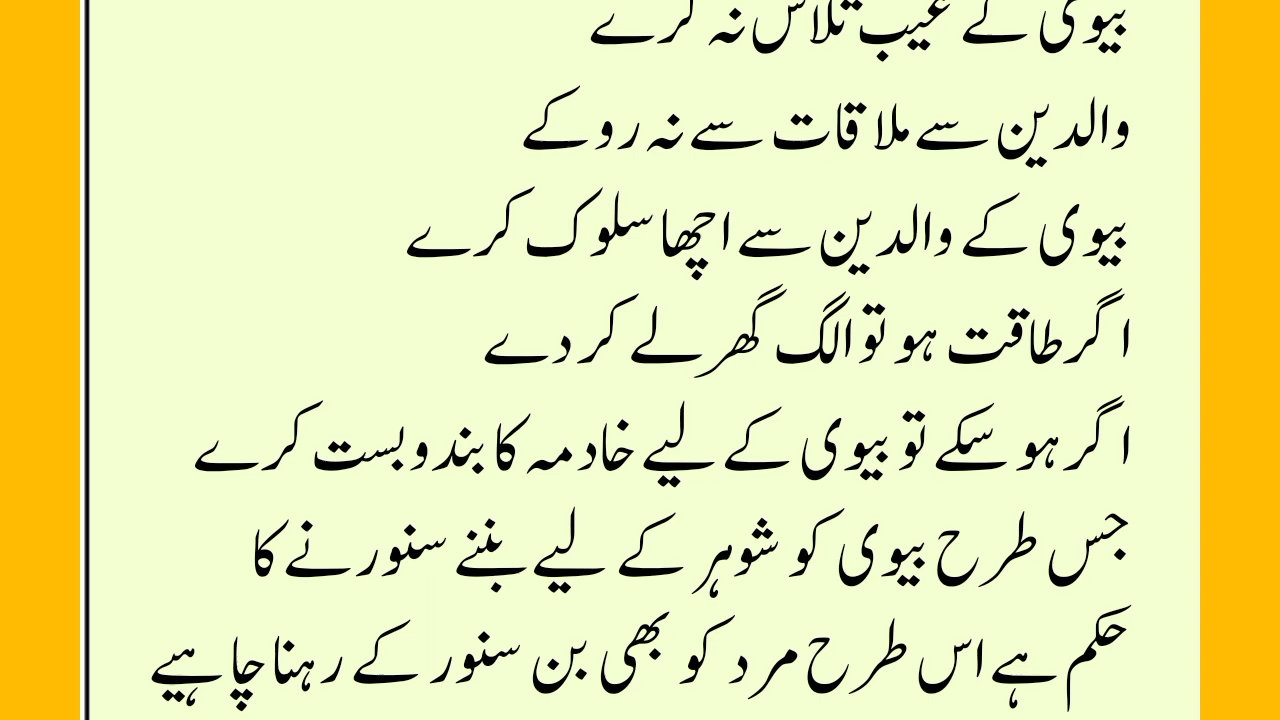 بیوی کے عیب تلاش نہ کرے
والدین سے ملاقات سے نہ روکے
بیوی کے والدین سے اچھا سلوک کرے
اگر طاقت ہو تو الگ گھر لے کر دے
اگر ہو سکے تو بیوی کے لیے خادمہ کا بندوبست کرے
جس طرح بیوی کو شوہر کے لیے بننے سنورنے کا
حکم ہے اس طرح مرد کو بھی بن سنور کے رہنا چاہیے